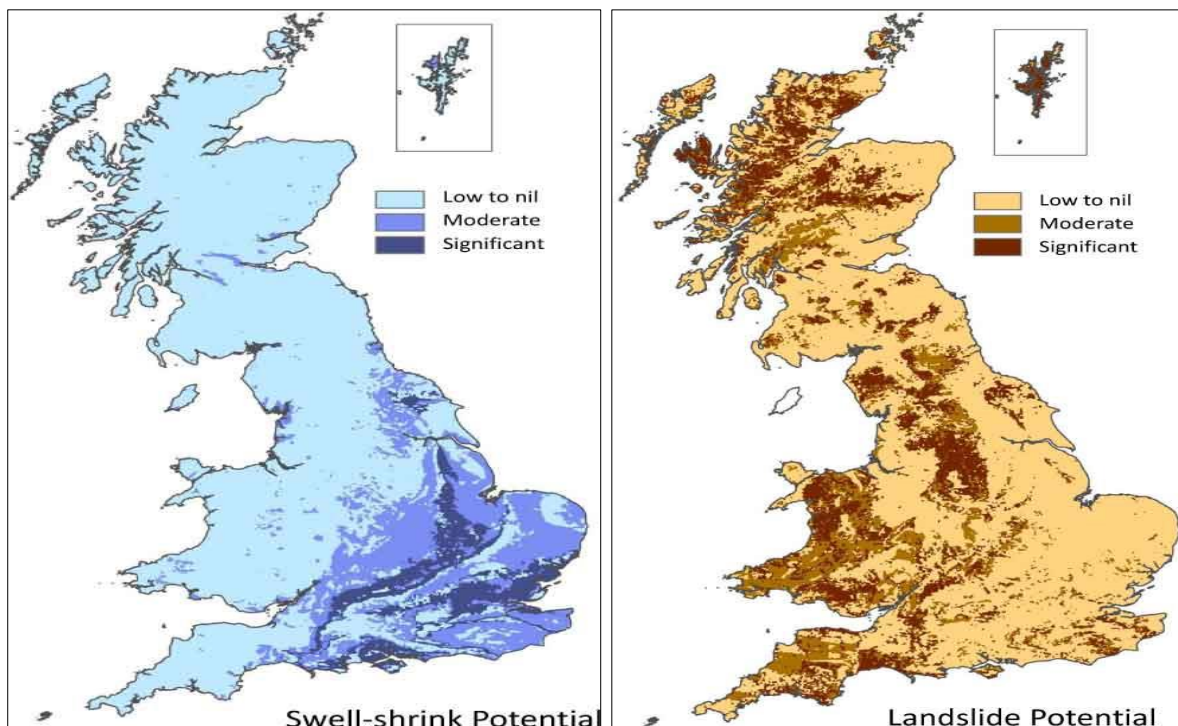 Low to nil
Moderate
Significant
Swell-shrink Potential
Low to nil
Moderate
Significant
Landslide Potential